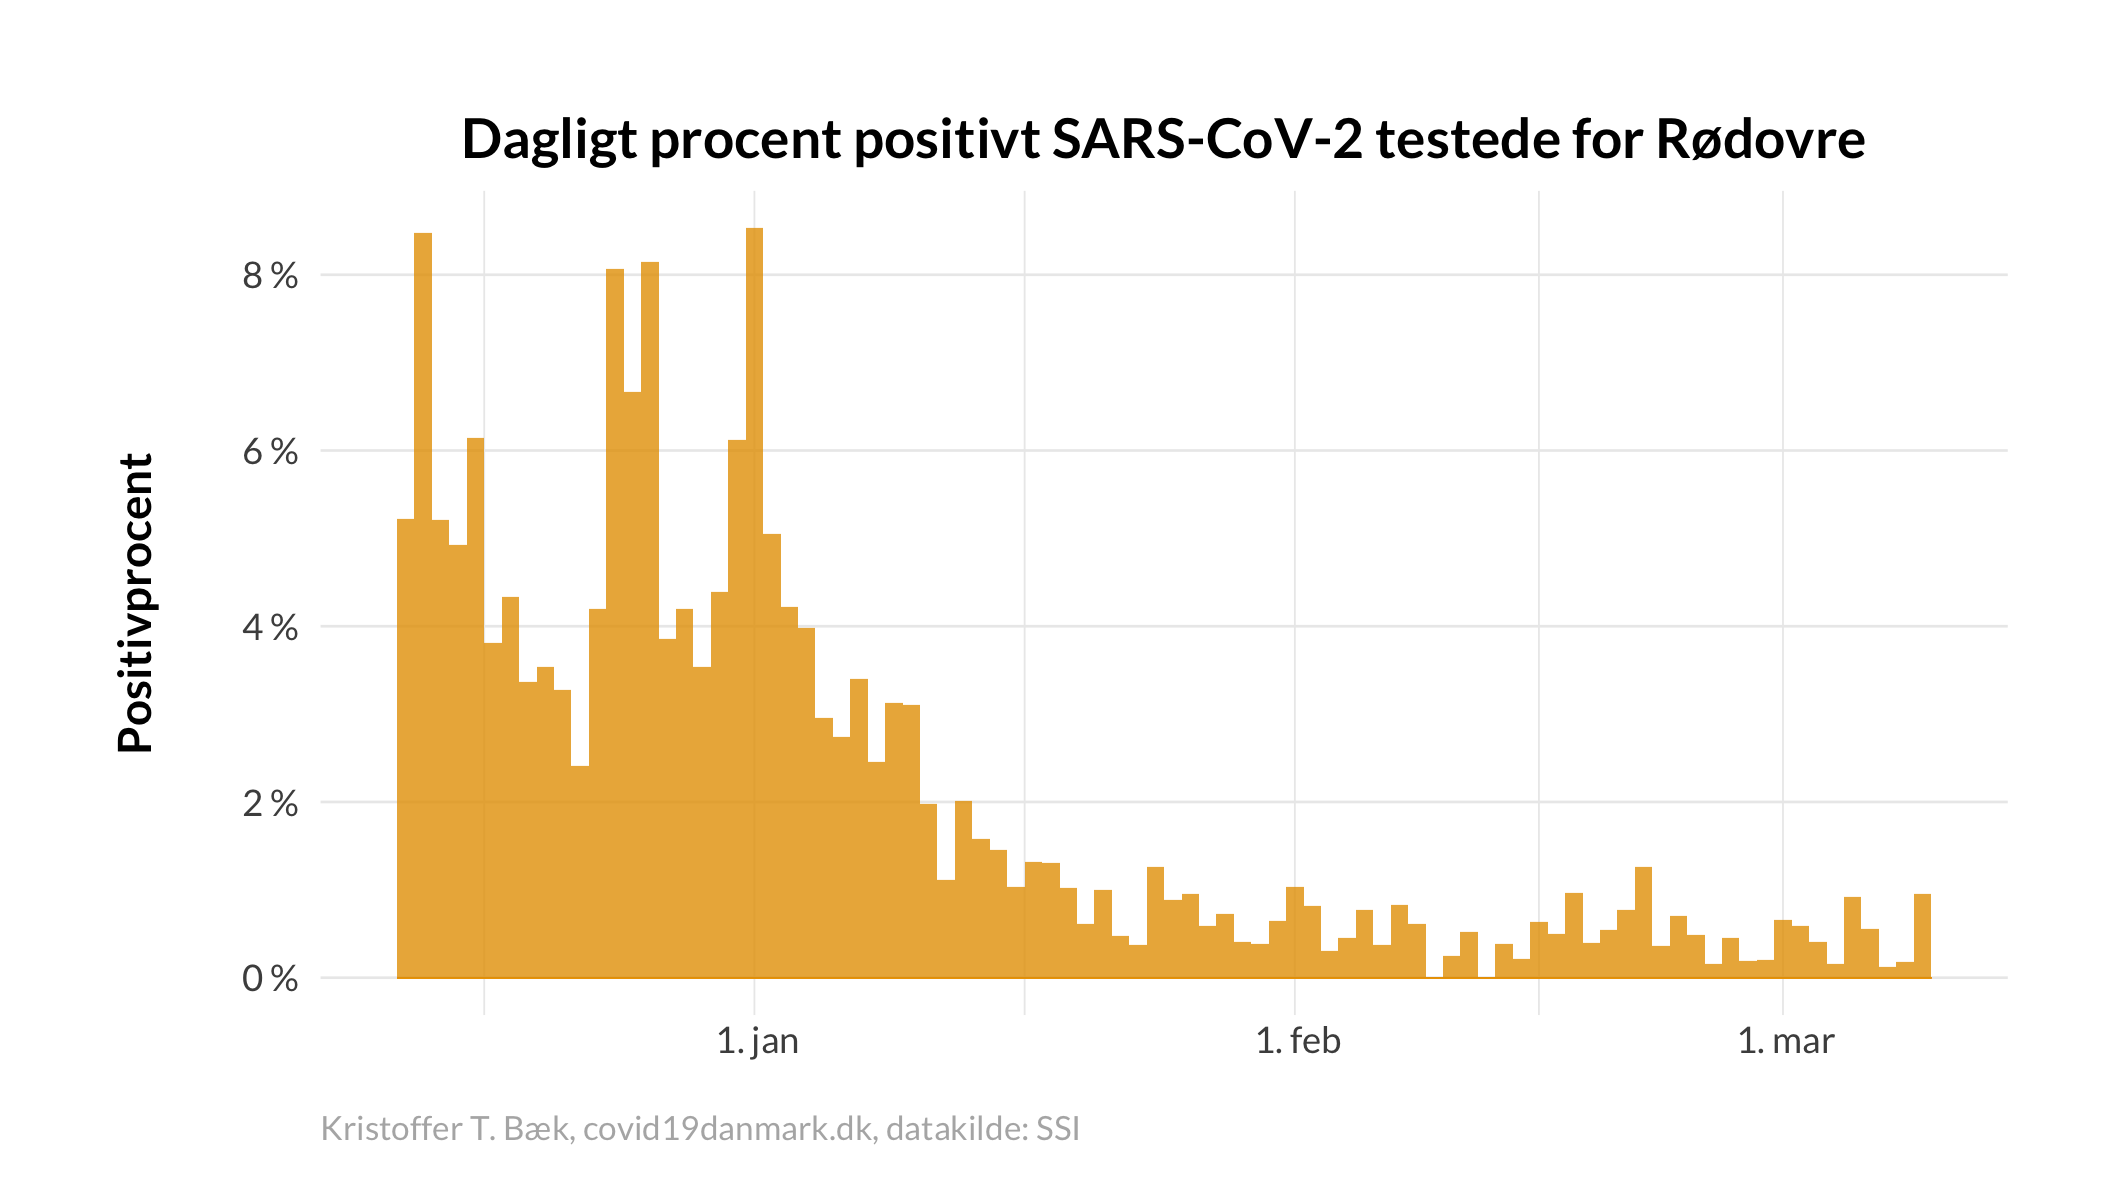 Dagligt procent positivt SARS-CoV-2 testede for Rødovre
Positivprocent
8 %
6 %
4 %
2 %
0 %
1. jan
1. feb
1. mar
Kristoffer T. Bæk, covid19danmark.dk, datakilde: SSI